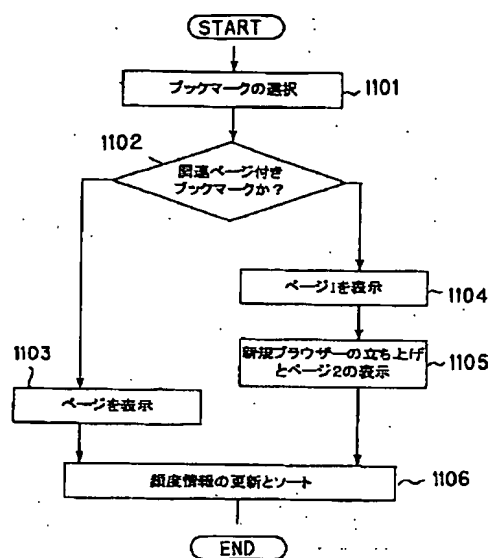 START
ブックマークの選択
1101
1102
関連ページ付き
ブックマークか?
ページ1を表示
1104
新規ブラウザーの立ち上げ
とページ2の表示
1105
1103
ページを表示
頻度情報の更新とソート
1106
END